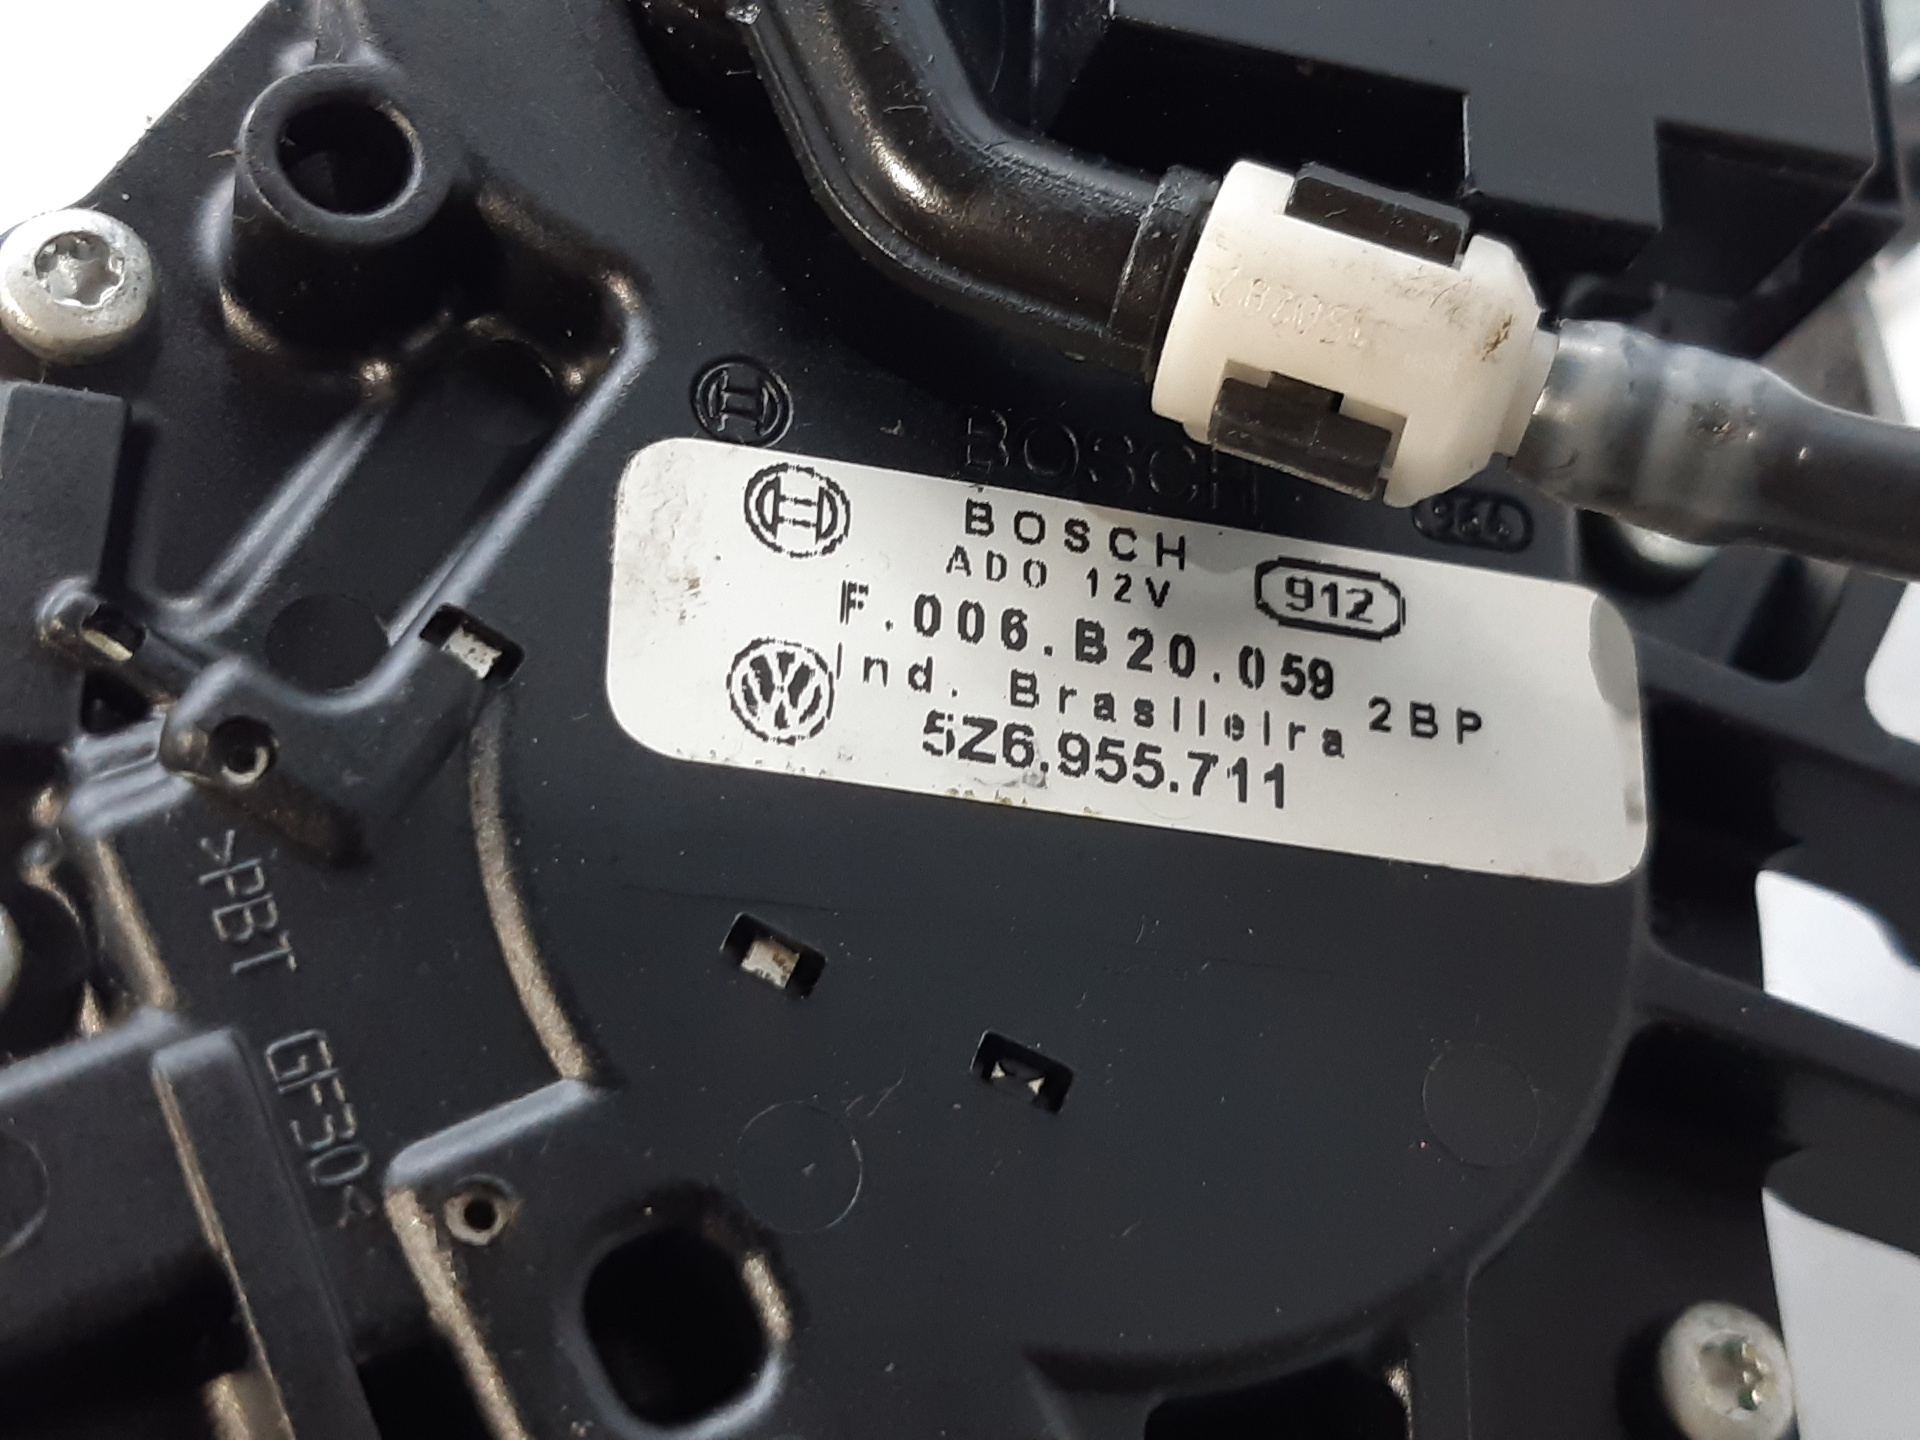 BOSCH
BOSCH
ADO 12V
912
F.006.B20.059
Ind. Brasileira
2BP
5Z6.955.711
>PBT GF30<